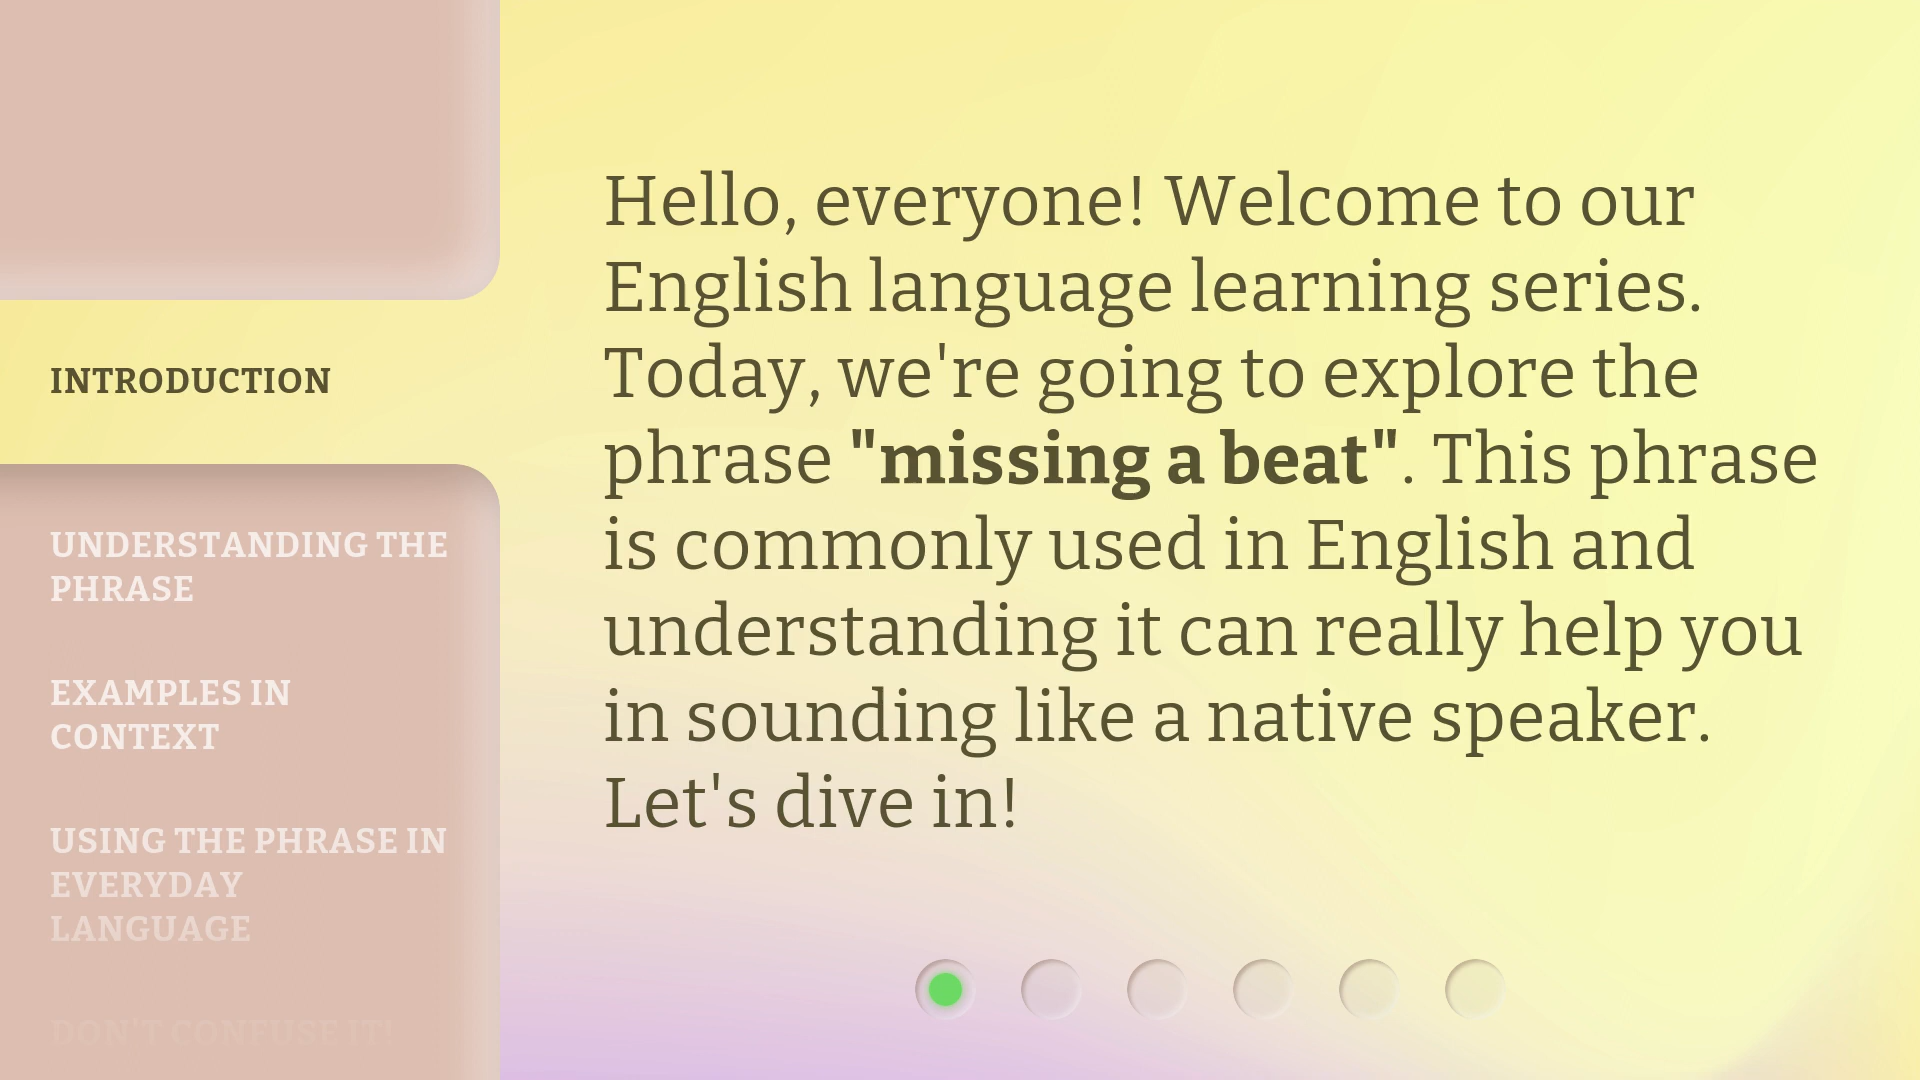 INTRODUCTION
UNDERSTANDING THE
PHRASE
EXAMPLES IN
CONTEXT
USING THE PHRASE IN
EVERYDAY
LANGUAGE
DON'T CONFUSE IT!
Hello, everyone! Welcome to our
English language learning series.
Today, we're going to explore the
phrase "missing a beat". This phrase
is commonly used in English and
understanding it can really help you
in sounding like a native speaker.
Let's dive in!